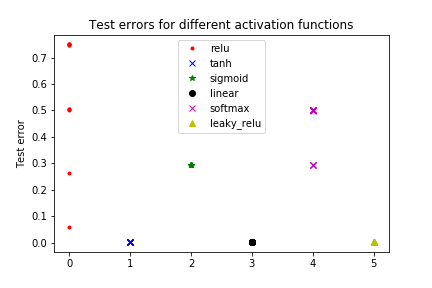 Test errors for different activation functions
Test error
0.7
0.6
0.5
0.4
0.3
0.2
0.1
0.0
relu
tanh
sigmoid
linear
softmax
leaky_relu
0 1 2 3 4 5